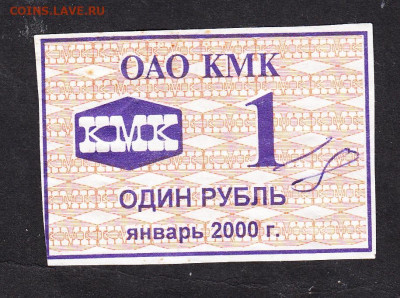 COINS.LAVE.RU
ОАО КМК
КМК 1
ОДИН РУБЛЬ
январь 2000 г.